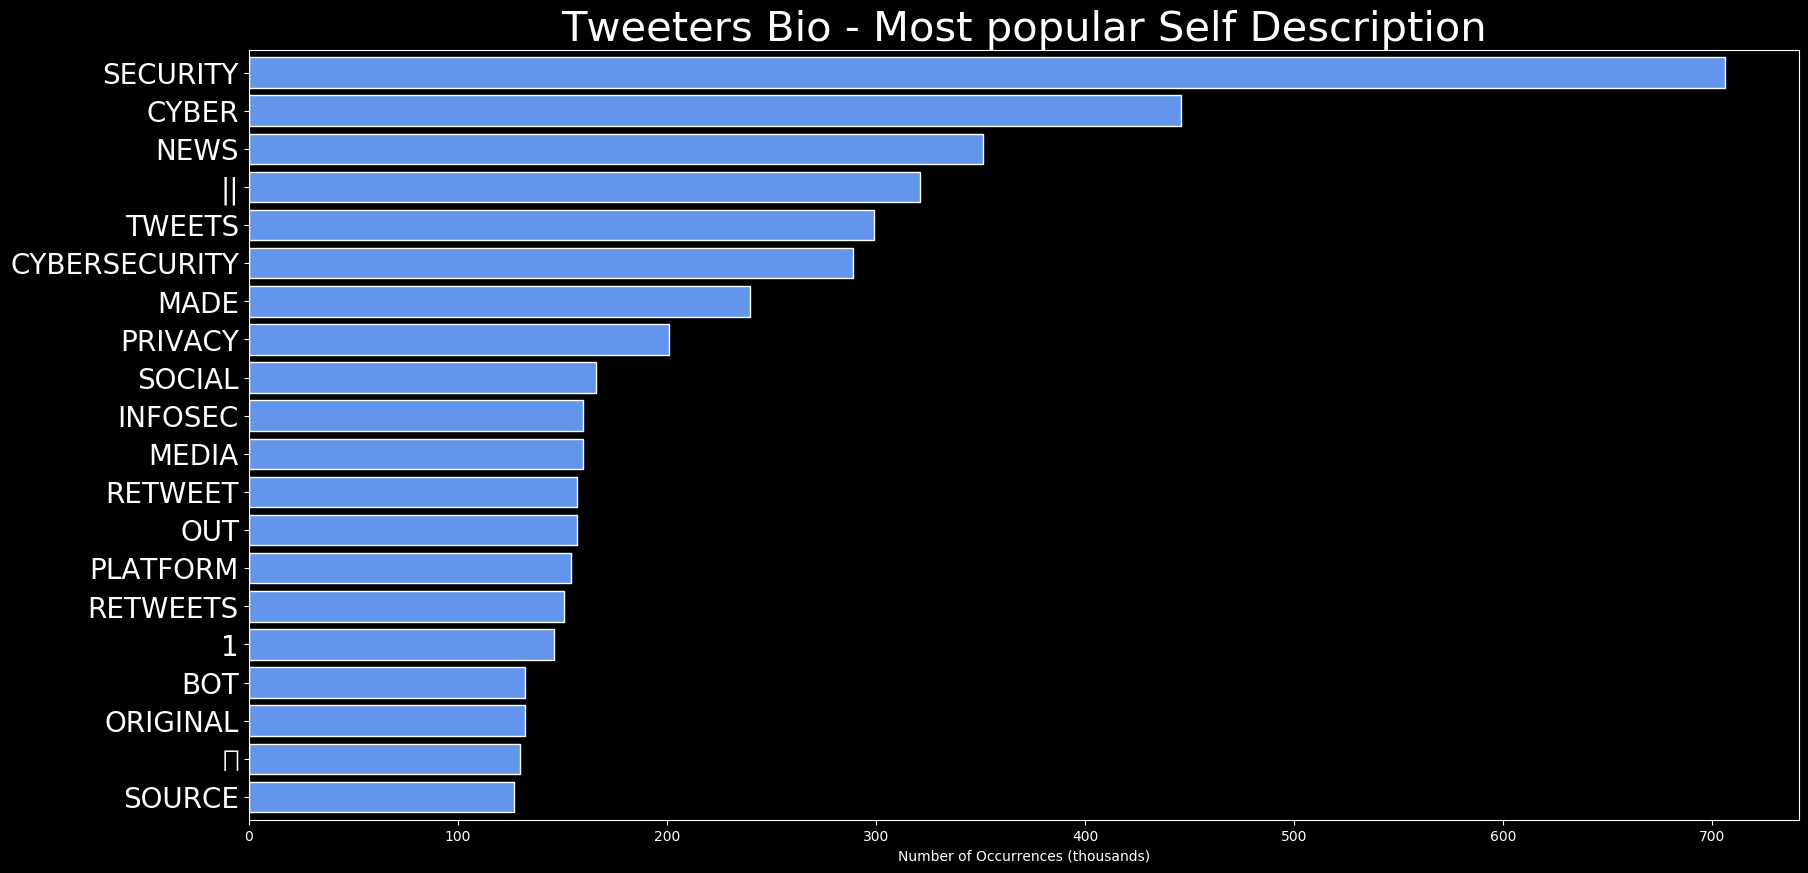 Tweeters Bio - Most popular Self Description
SECURITY
CYBER
NEWS
||
TWEETS
CYBERSECURITY
MADE
PRIVACY
SOCIAL
INFOSEC
MEDIA
RETWEET
OUT
PLATFORM
RETWEETS
1
BOT
ORIGINAL
SOURCE
0 100 200 300 400 500 600 700
Number of Occurrences (thousands)